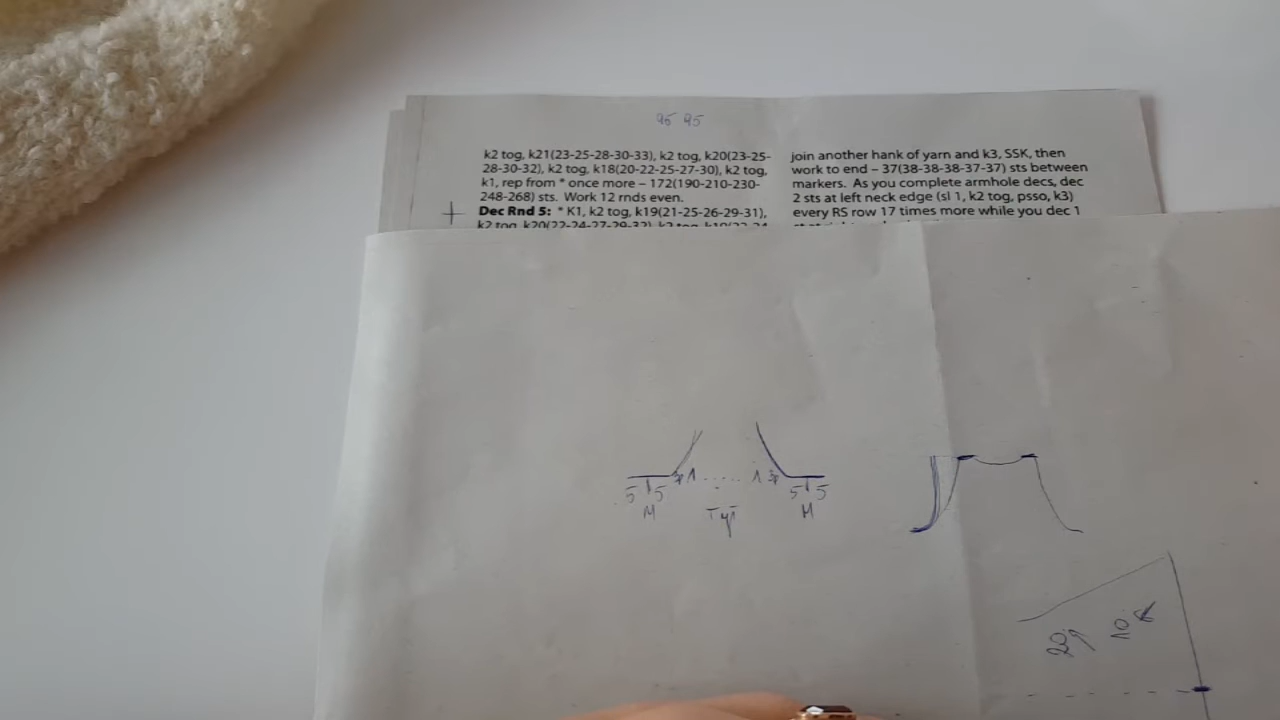 95 95
k2 tog, k21(23-25-28-30-33), k2 tog, k20(23-25-
28-30-32), k2 tog, k18(20-22-25-27-30), k2 tog,
k1, rep from * once more – 172(190-210-230-
248-268) sts. Work 12 rnds even.
Dec Rnd 5: * K1, k2 tog, k19(21-25-26-29-31),
join another hank of yarn and k3, SSK, then
work to end – 37(38-38-38-37-37) sts between
markers. As you complete armhole decs, dec
2 sts at left neck edge (sl 1, k2 tog, psso, k3)
every RS row 17 times more while you dec 1
5 5
M
Tył
5 5
M